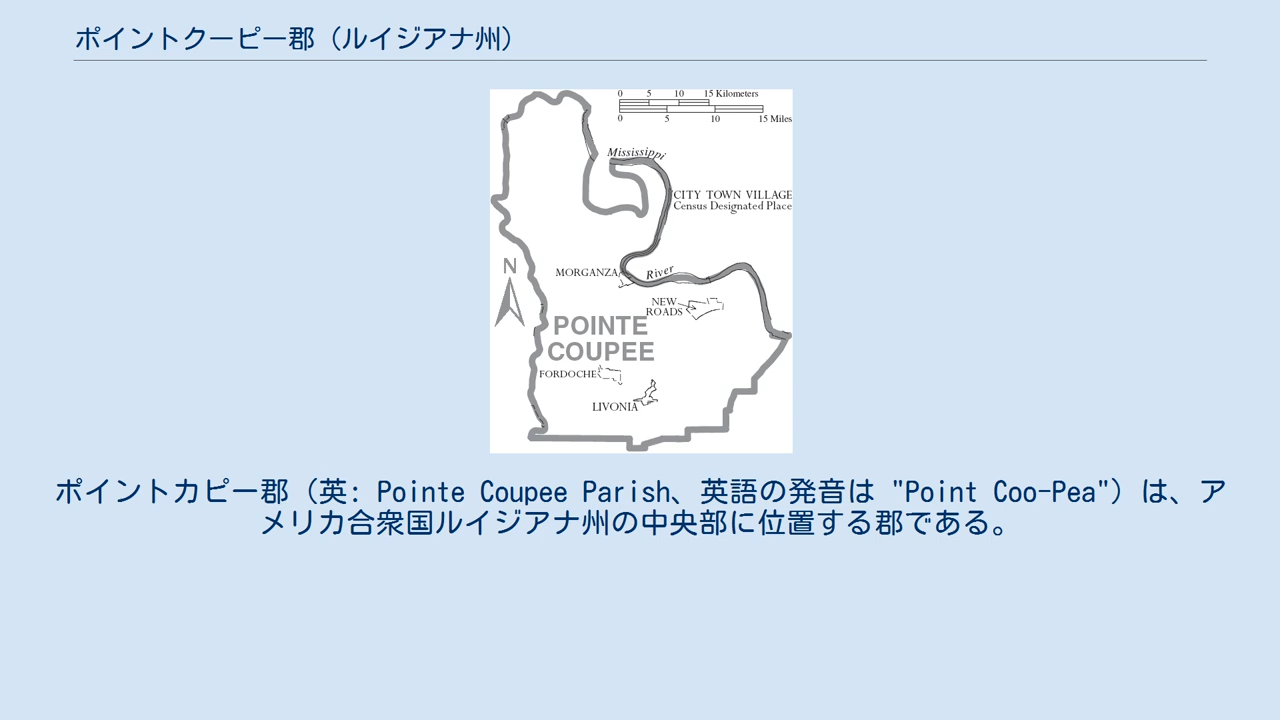 ポイントクーピー郡（ルイジアナ州）
0 5 10 15 Kilometers
0 5 10 15 Miles
Mississippi
CITY TOWN VILLAGE
Census Designated Place
N
MORGANZA
River
NEW
ROADS
POINTE
COUPEE
FORDOCHE
LIVONIA
ポイントカピー郡（英: Pointe Coupee Parish、英語の発音は "Point Coo-Pea"）は、ア
メリカ合衆国ルイジアナ州の中央部に位置する郡である。